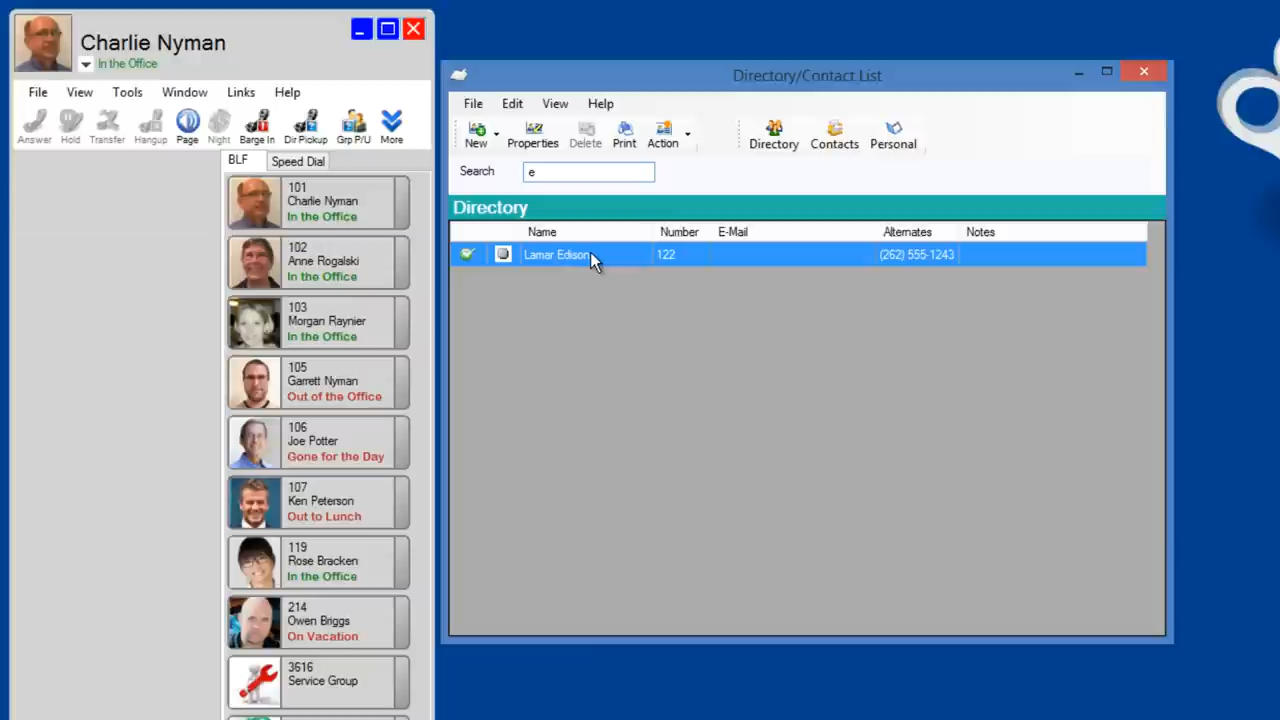 Charlie Nyman
In the Office
File View Tools Window Links Help
Answer Hold Transfer Hangup Page Night Barge In Dir Pickup Grp P/U More
BLF Speed Dial
101
Charlie Nyman
In the Office
102
Anne Rogalski
In the Office
103
Morgan Raynier
In the Office
105
Garrett Nyman
Out of the Office
106
Joe Potter
Gone for the Day
107
Ken Peterson
Out to Lunch
119
Rose Bracken
In the Office
214
Owen Briggs
On Vacation
3616
Service Group
Directory/Contact List
File Edit View Help
New Properties Delete Print Action Directory Contacts Personal
Search e
Directory
Name Number E-Mail Alternates Notes
Lamar Edison 122 (262) 555-1243